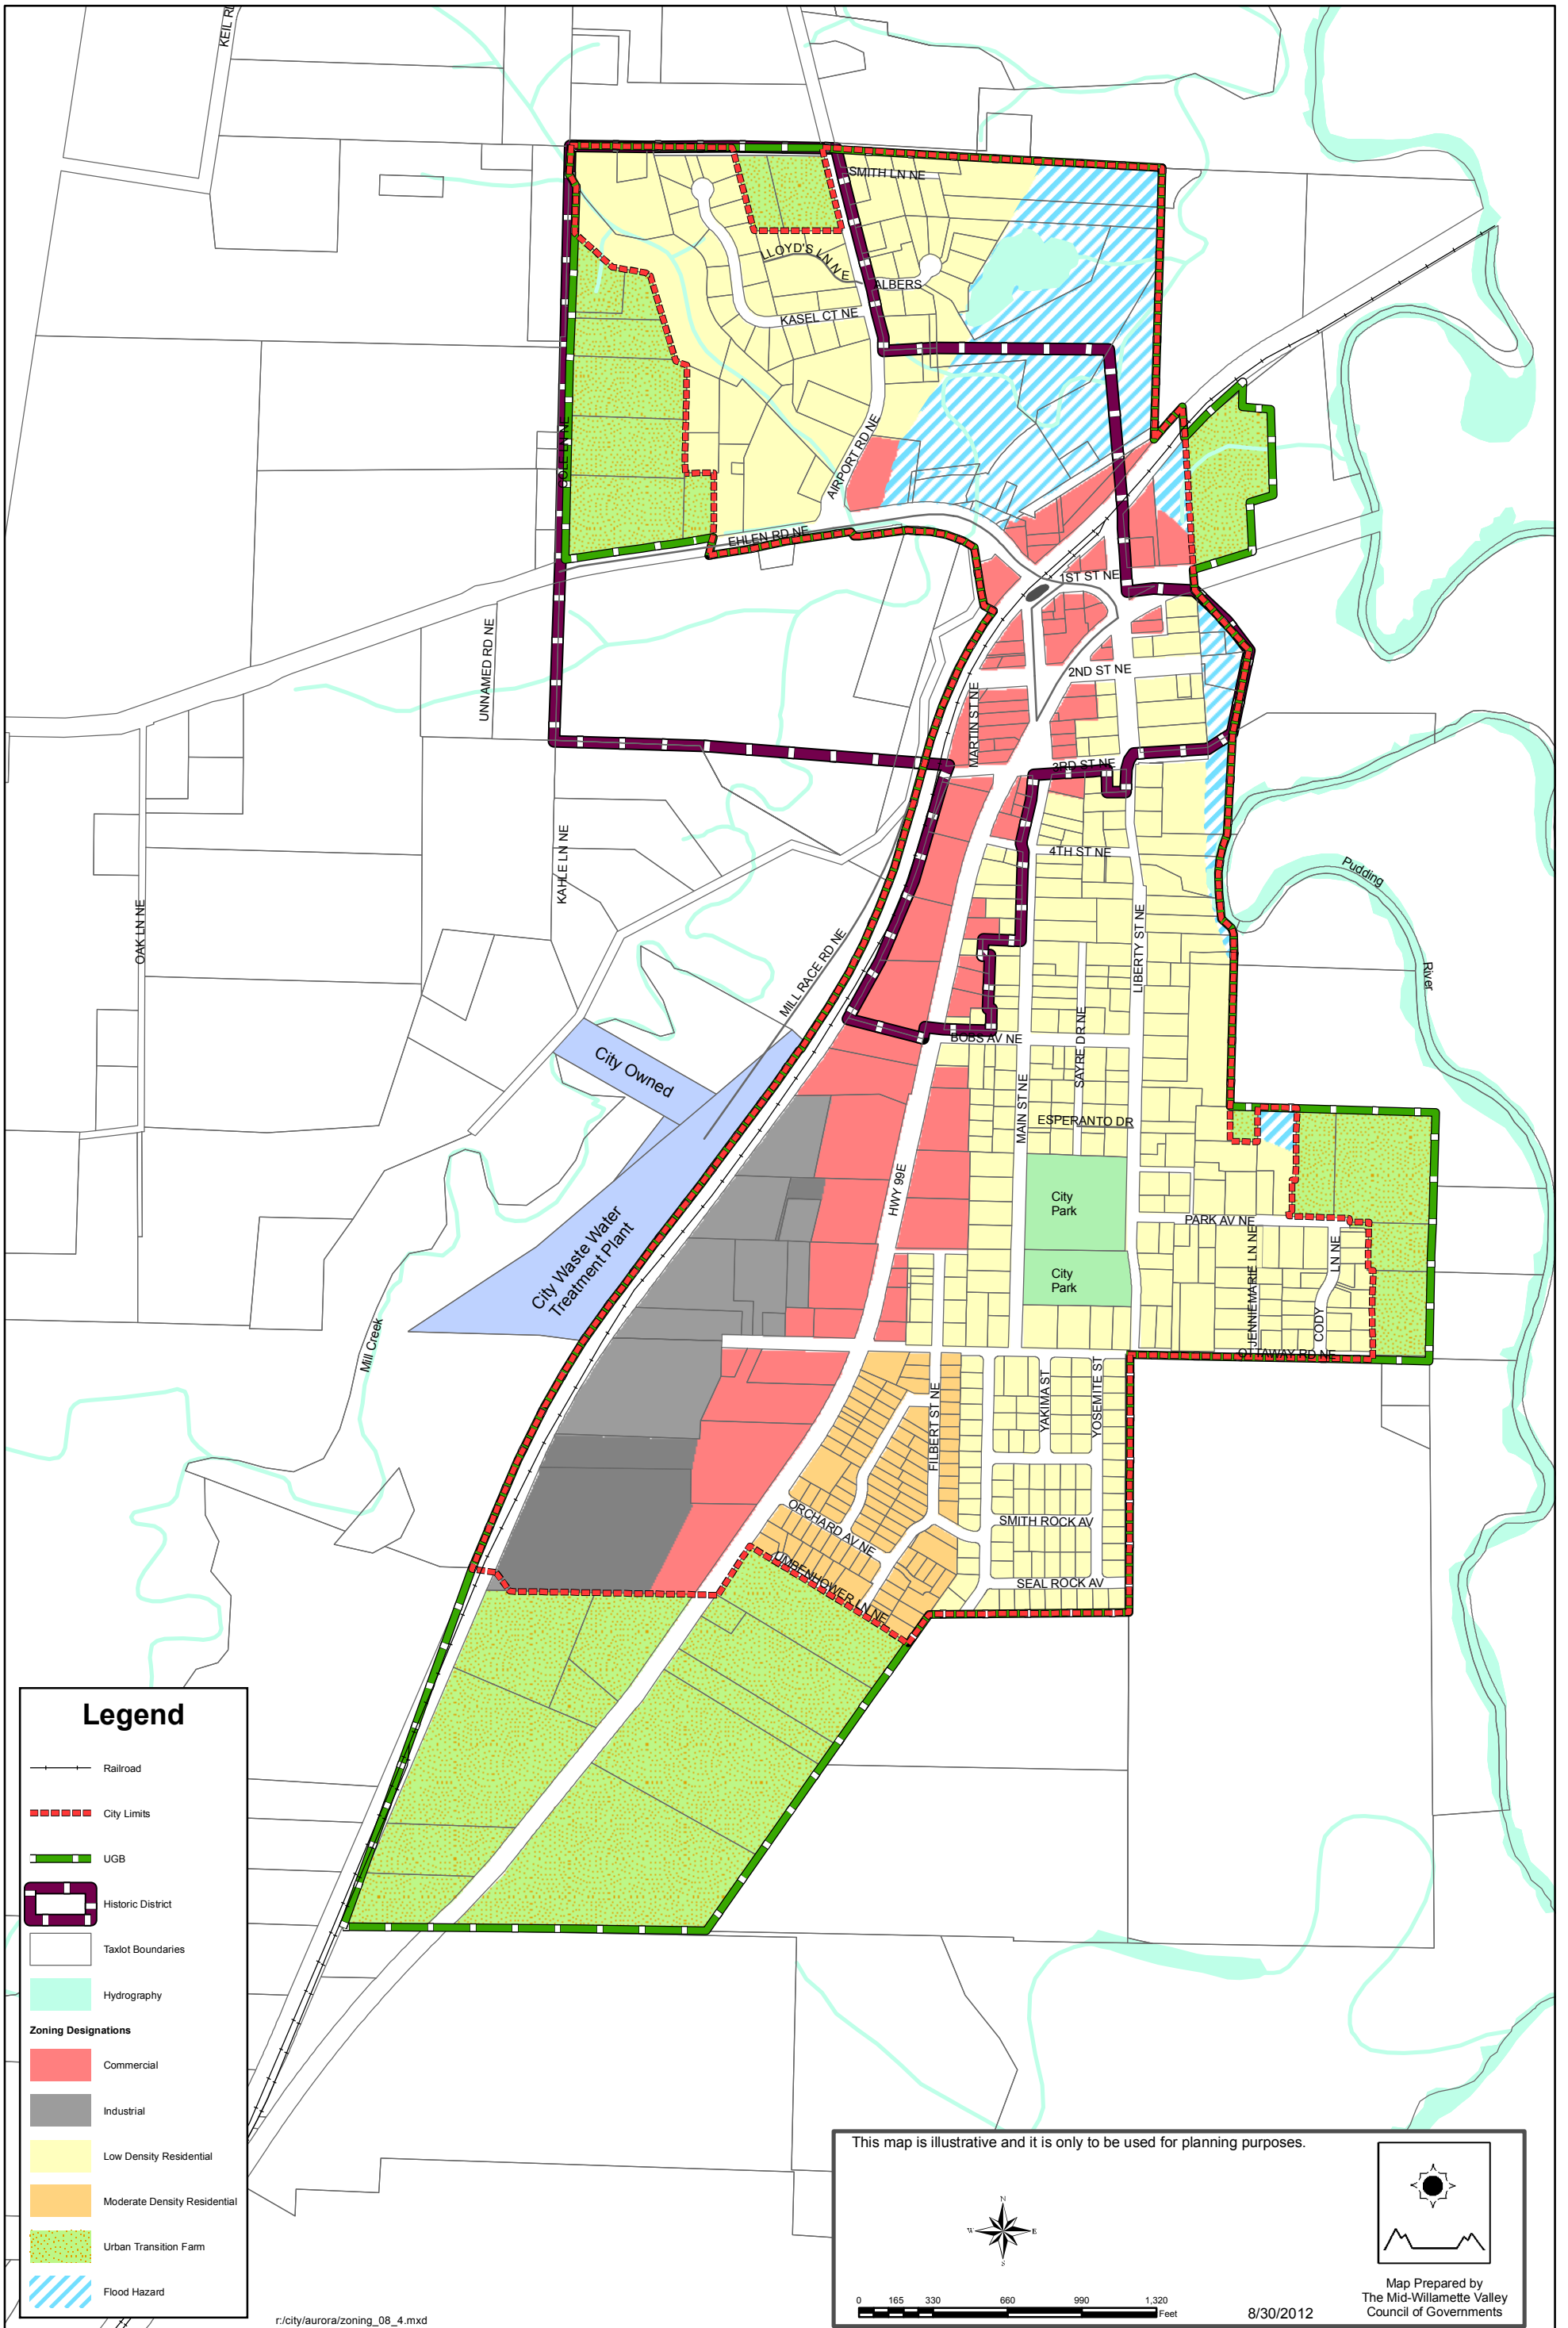 KEIL RD
SMITH LN NE
LLOYD'S LN NE
ALBERS
KASEL CT NE
AIRPORT RD NE
EHLEN RD NE
1ST ST NE
UNNAMED RD NE
2ND ST NE
MARTIN ST NE
3RD ST NE
4TH ST NE
KAHLE LN NE
OAK LN NE
Pudding
River
LIBERTY ST NE
MILL RACE RD NE
BOBS AV NE
SAYRE DR NE
MAIN ST NE
ESPERANTO DR
City Owned
HWY 99E
City
Park
PARK AV NE
City Waste Water
Treatment Plant
City
Park
JENNIEMARIE LN NE
CODY
LN NE
Mill Creek
OTTAWAY RD NE
FILBERT ST NE
YAKIMA ST
YOSEMITE ST
ORCHARD AV NE
SMITH ROCK AV
UMBENHOWER LN NE
SEAL ROCK AV
Legend
Railroad
City Limits
UGB
Historic District
Taxlot Boundaries
Hydrography
Zoning Designations
Commercial
Industrial
Low Density Residential
Moderate Density Residential
Urban Transition Farm
Flood Hazard
r:/city/aurora/zoning_08_4.mxd
This map is illustrative and it is only to be used for planning purposes.
N
W
E
S
0 165 330 660 990 1,320
Feet
8/30/2012
Map Prepared by
The Mid-Willamette Valley
Council of Governments